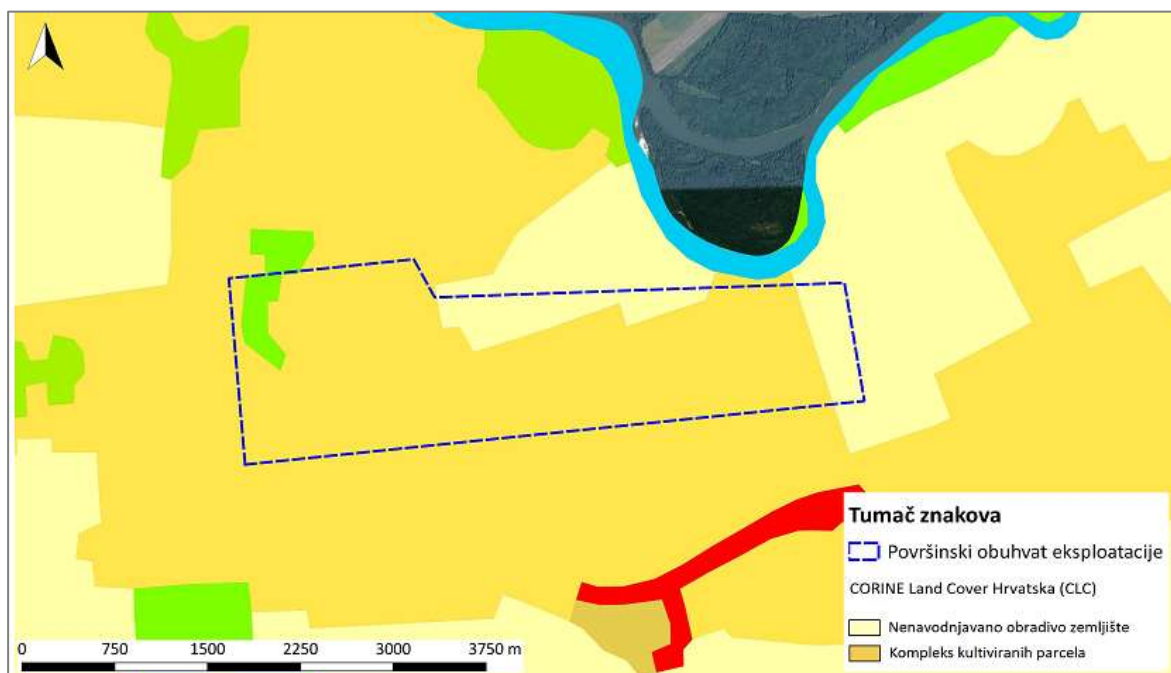 Tumač znakova
Površinski obuhvat eksploatacije
CORINE Land Cover Hrvatska (CLC)
Nenavodnjavano obradivo zemljište
Kompleks kultiviranih parcela
0 750 1500 2250 3000 3750 m